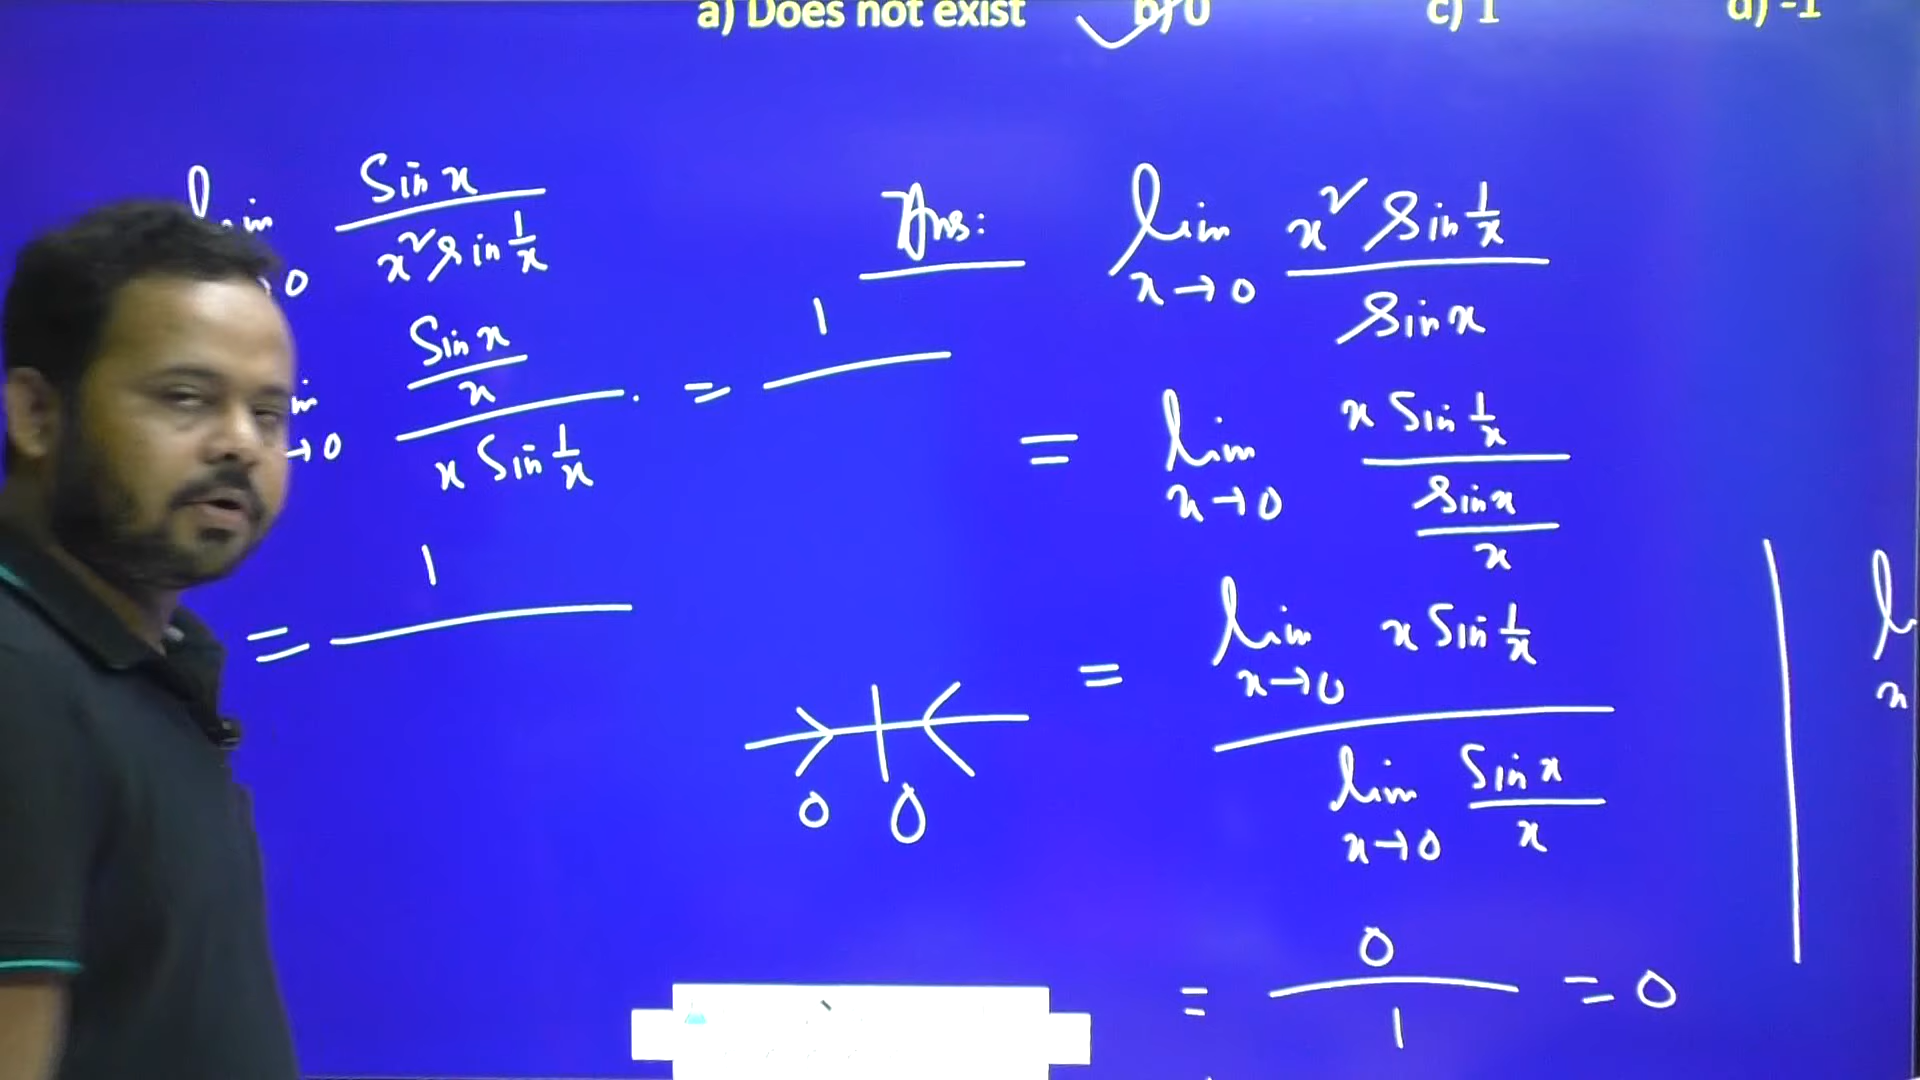 a) Does not exist b) 0 c) 1 d) -1
lim x→0 Sin x / x² Sin 1/x
Sin x / x / x Sin 1/x . = 1 /
= 1 /
0 0
Ans: lim x→0 x² Sin 1/x / Sin x
= lim x→0 x Sin 1/x / Sin x / x
= lim x→0 x Sin 1/x / lim x→0 Sin x / x
= 0 / 1 = 0